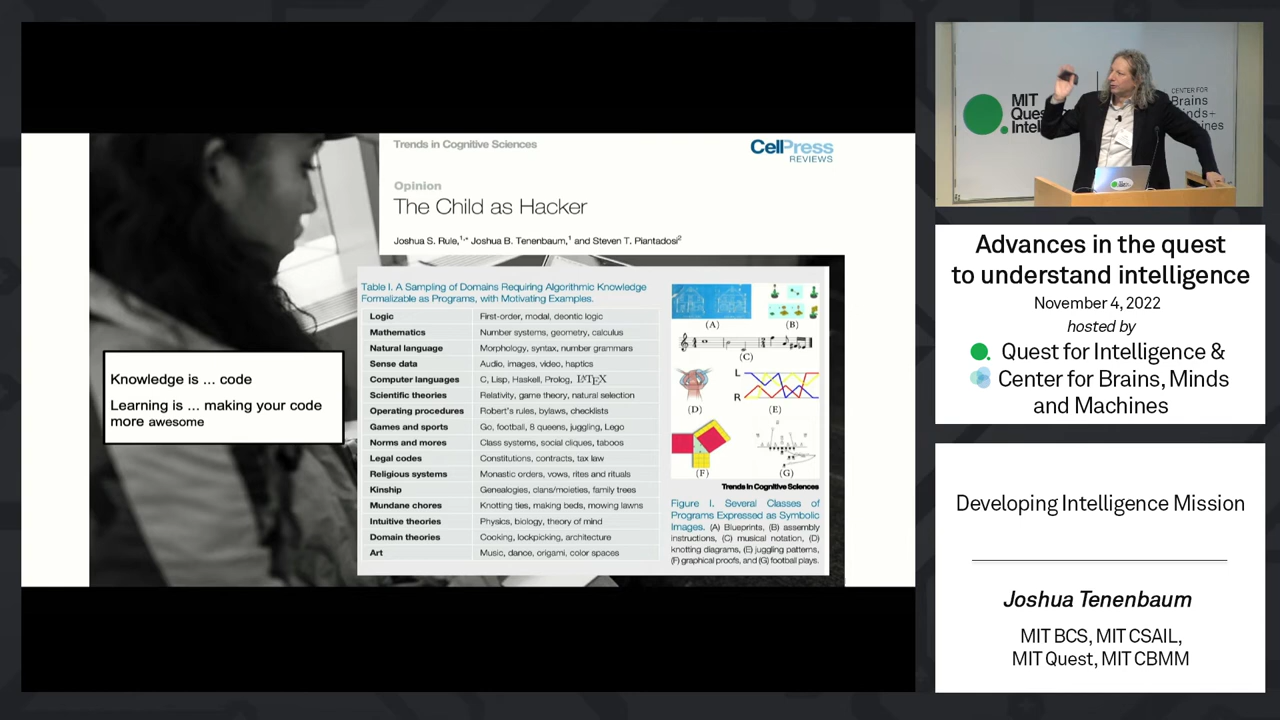 Trends in Cognitive Sciences
CellPress
REVIEWS
Opinion
The Child as Hacker
Joshua S. Rule,1,* Joshua B. Tenenbaum,1 and Steven T. Piantadosi2
Knowledge is ... code
Learning is ... making your code
more awesome
Table I. A Sampling of Domains Requiring Algorithmic Knowledge
Formalizable as Programs, with Motivating Examples.
Logic First-order, modal, deontic logic
Mathematics Number systems, geometry, calculus
Natural language Morphology, syntax, number grammars
Sense data Audio, images, video, haptics
Computer languages C, Lisp, Haskell, Prolog, LATEX
Scientific theories Relativity, game theory, natural selection
Operating procedures Robert's rules, bylaws, checklists
Games and sports Go, football, 8 queens, juggling, Lego
Norms and mores Class systems, social cliques, taboos
Legal codes Constitutions, contracts, tax law
Religious systems Monastic orders, vows, rites and rituals
Kinship Genealogies, clans/moieties, family trees
Mundane chores Knotting ties, making beds, mowing lawns
Intuitive theories Physics, biology, theory of mind
Domain theories Cooking, lockpicking, architecture
Art Music, dance, origami, color spaces
(A) (B)
(C)
L
R
(D) (E)
(F) (G)
Trends in Cognitive Sciences
Figure I. Several Classes of
Programs Expressed as Symbolic
Images. (A) Blueprints, (B) assembly
instructions, (C) musical notation, (D)
knotting diagrams, (E) juggling patterns,
(F) graphical proofs, and (G) football plays.
MIT
Ques
Intel
CENTER FOR
Brains
Minds+
ines
Advances in the quest
to understand intelligence
November 4, 2022
hosted by
Quest for Intelligence &
Center for Brains, Minds
and Machines
Developing Intelligence Mission
Joshua Tenenbaum
MIT BCS, MIT CSAIL,
MIT Quest, MIT CBMM